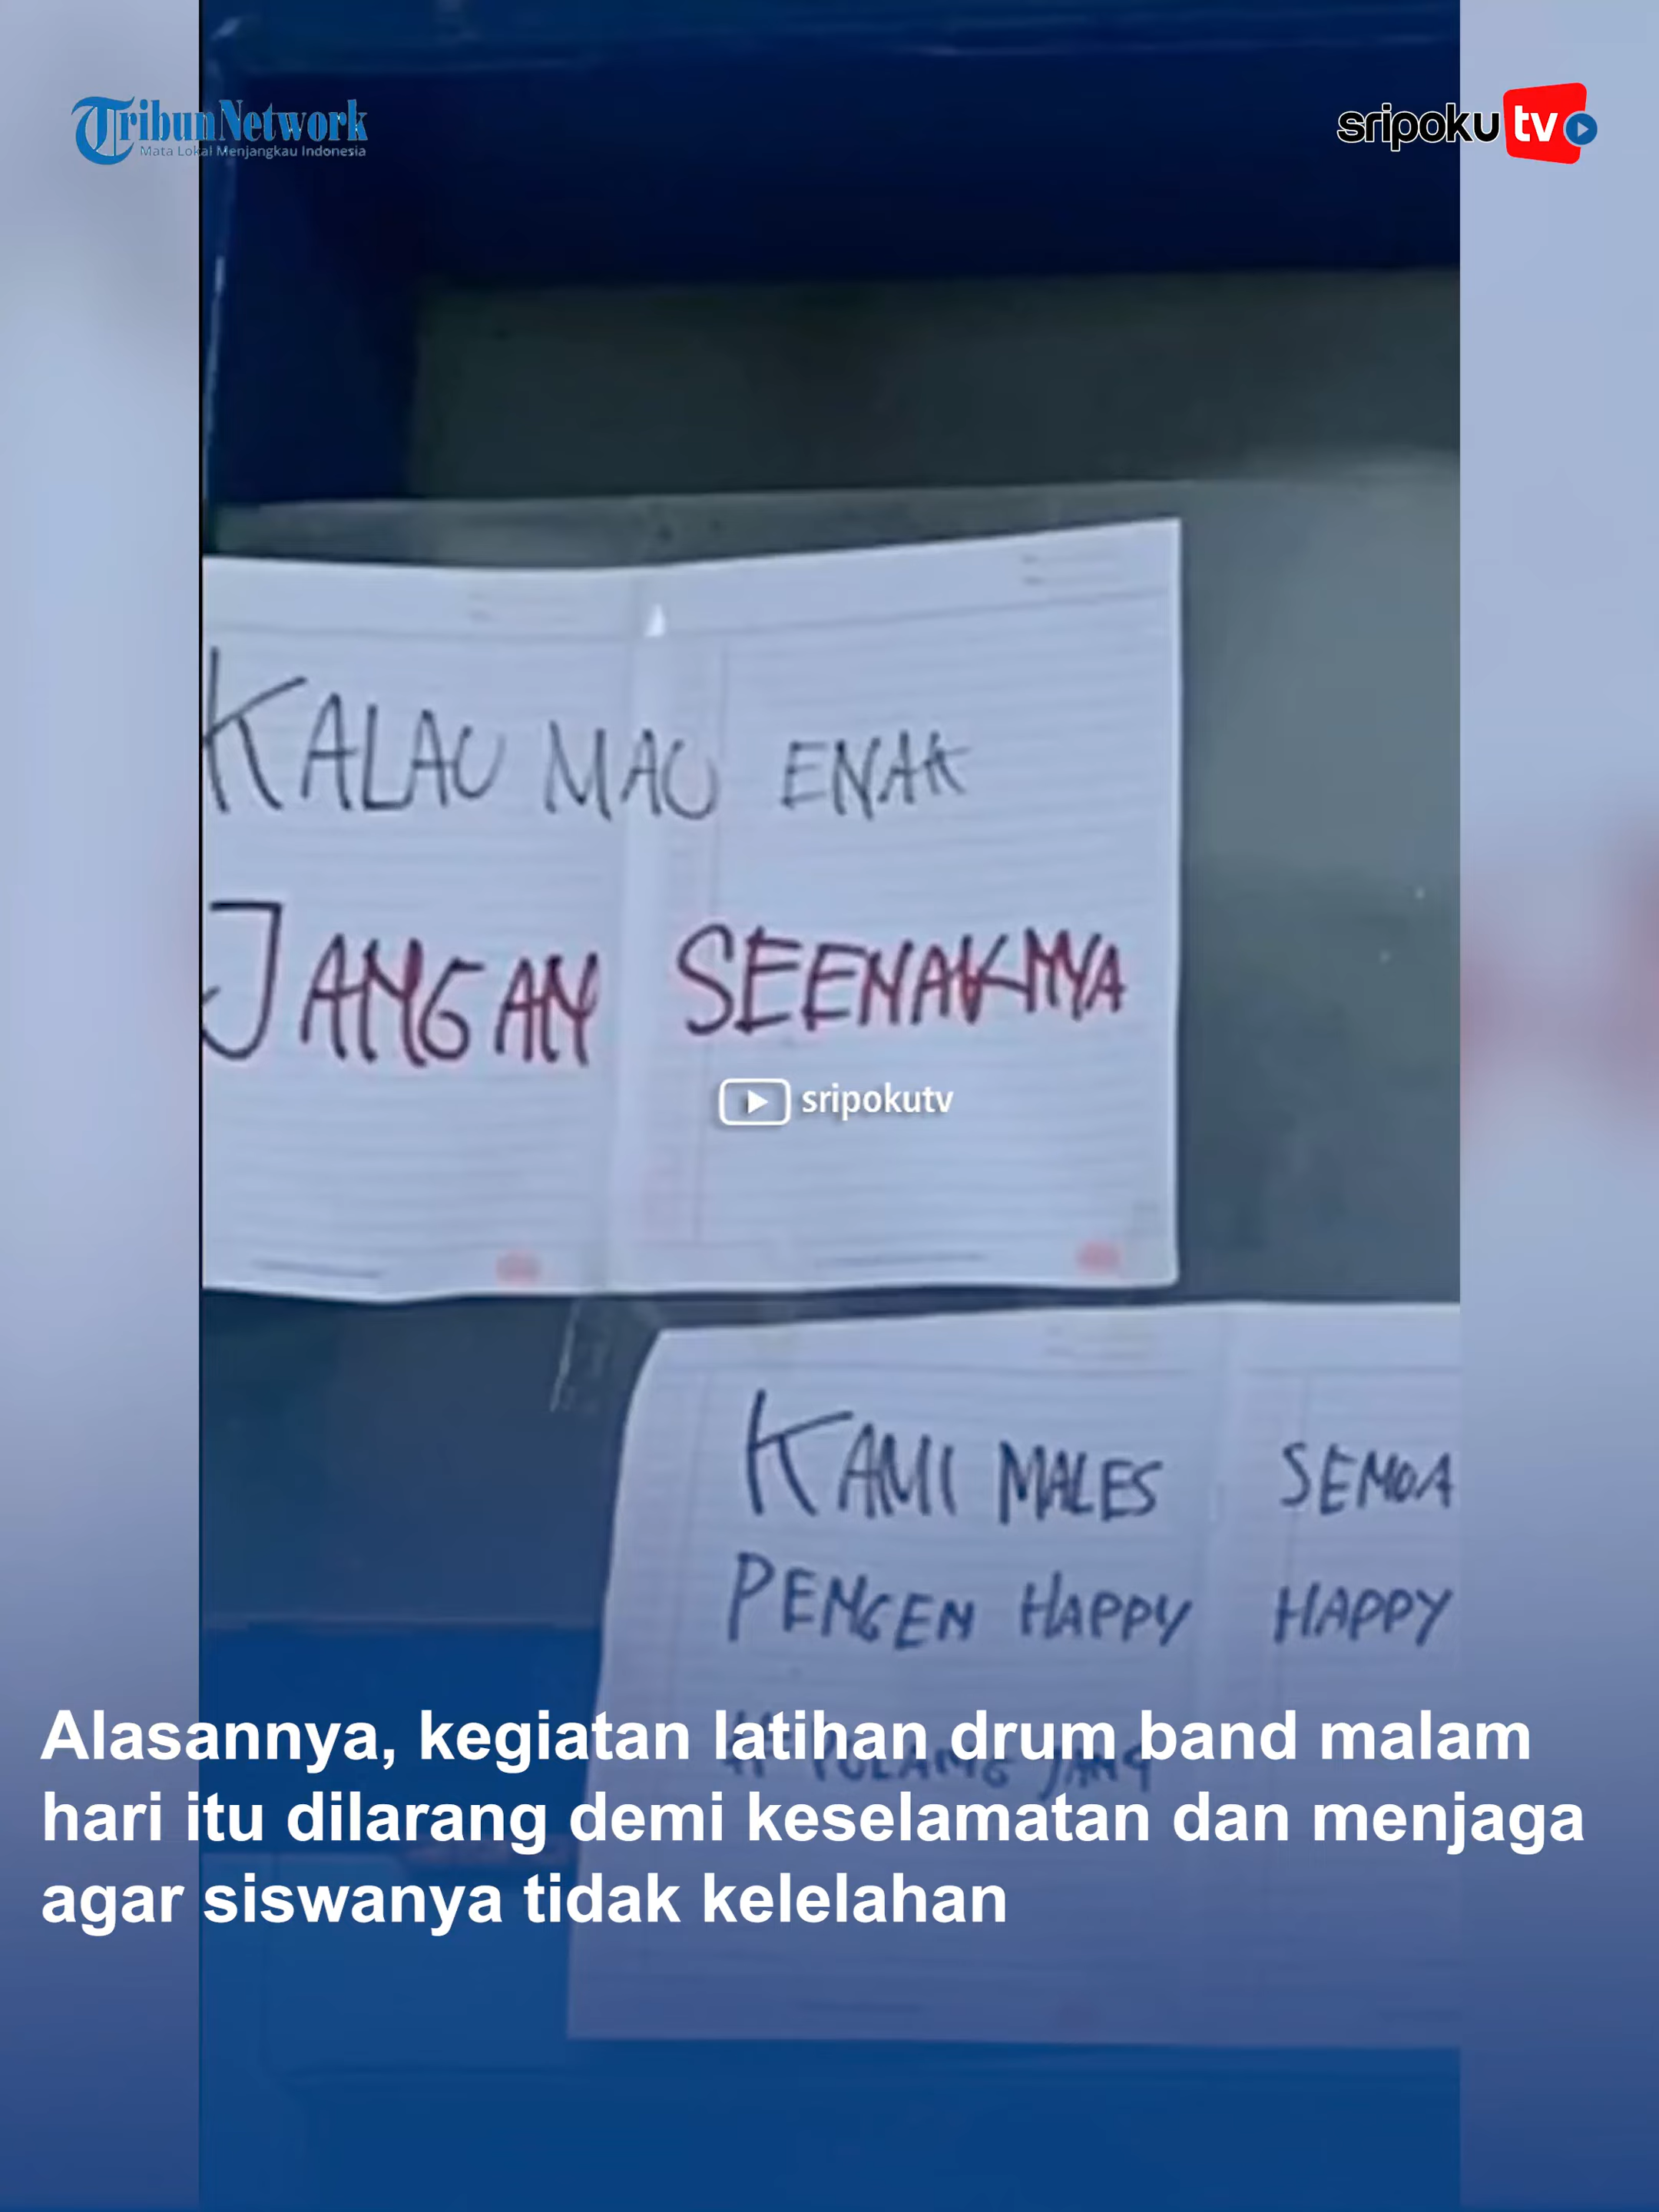 TribunNetwork
Mata Lokal Menjangkau Indonesia
sripoku tv
KALAU MAU ENAK
JANGAN SEENAKNYA
sripokutv
KAMI MALES SEMUA
PENGEN HAPPY HAPPY
PULANG
Alasannya, kegiatan latihan drum band malam
hari itu dilarang demi keselamatan dan menjaga
agar siswanya tidak kelelahan